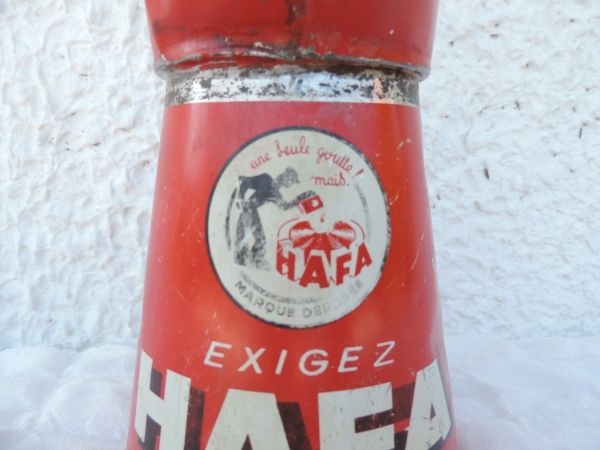 une seule goutte!
mais.
HAFA
MARQUE DÉPOSÉE
EXIGEZ
HAFA